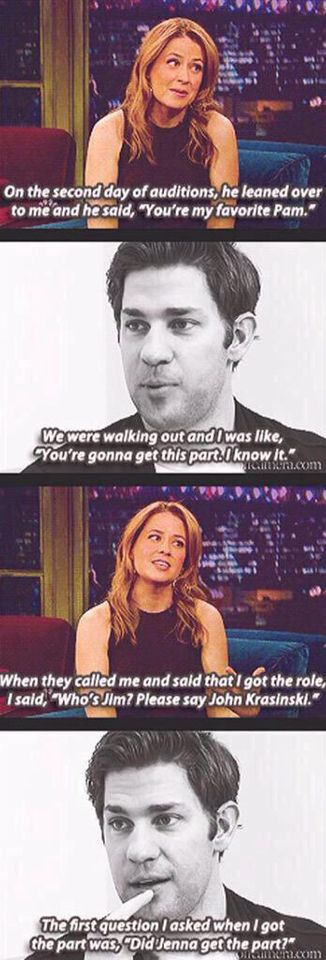 On the second day of auditions, he leaned over
to me and he said, "You're my favorite Pam."
We were walking out and I was like,
"You're gonna get this part. I know it."
When they called me and said that I got the role,
I said, "Who's Jim? Please say John Krasinski."
The first question I asked when I got
the part was, "Did Jenna get the part?"